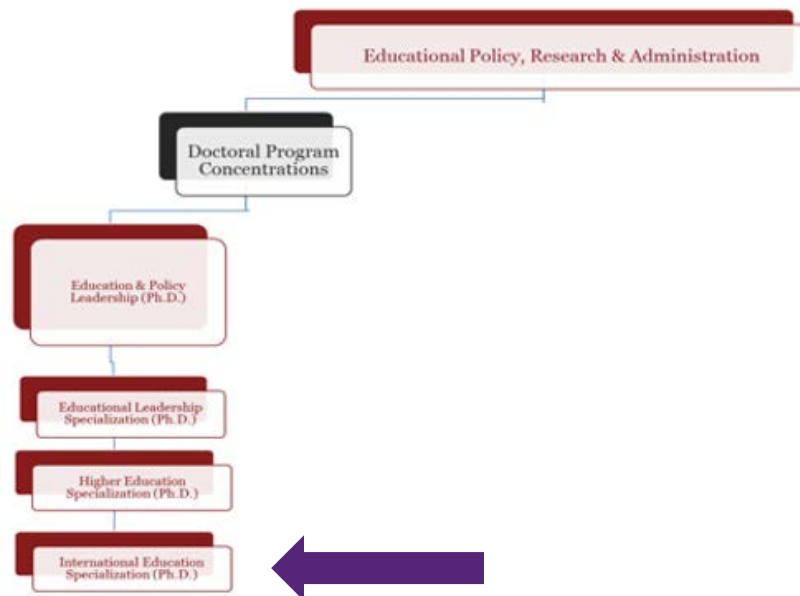 Educational Policy, Research & Administration
Doctoral Program
Concentrations
Education & Policy
Leadership (Ph.D.)
Educational Leadership
Specialization (Ph.D.)
Higher Education
Specialization (Ph.D.)
International Education
Specialization (Ph.D.)